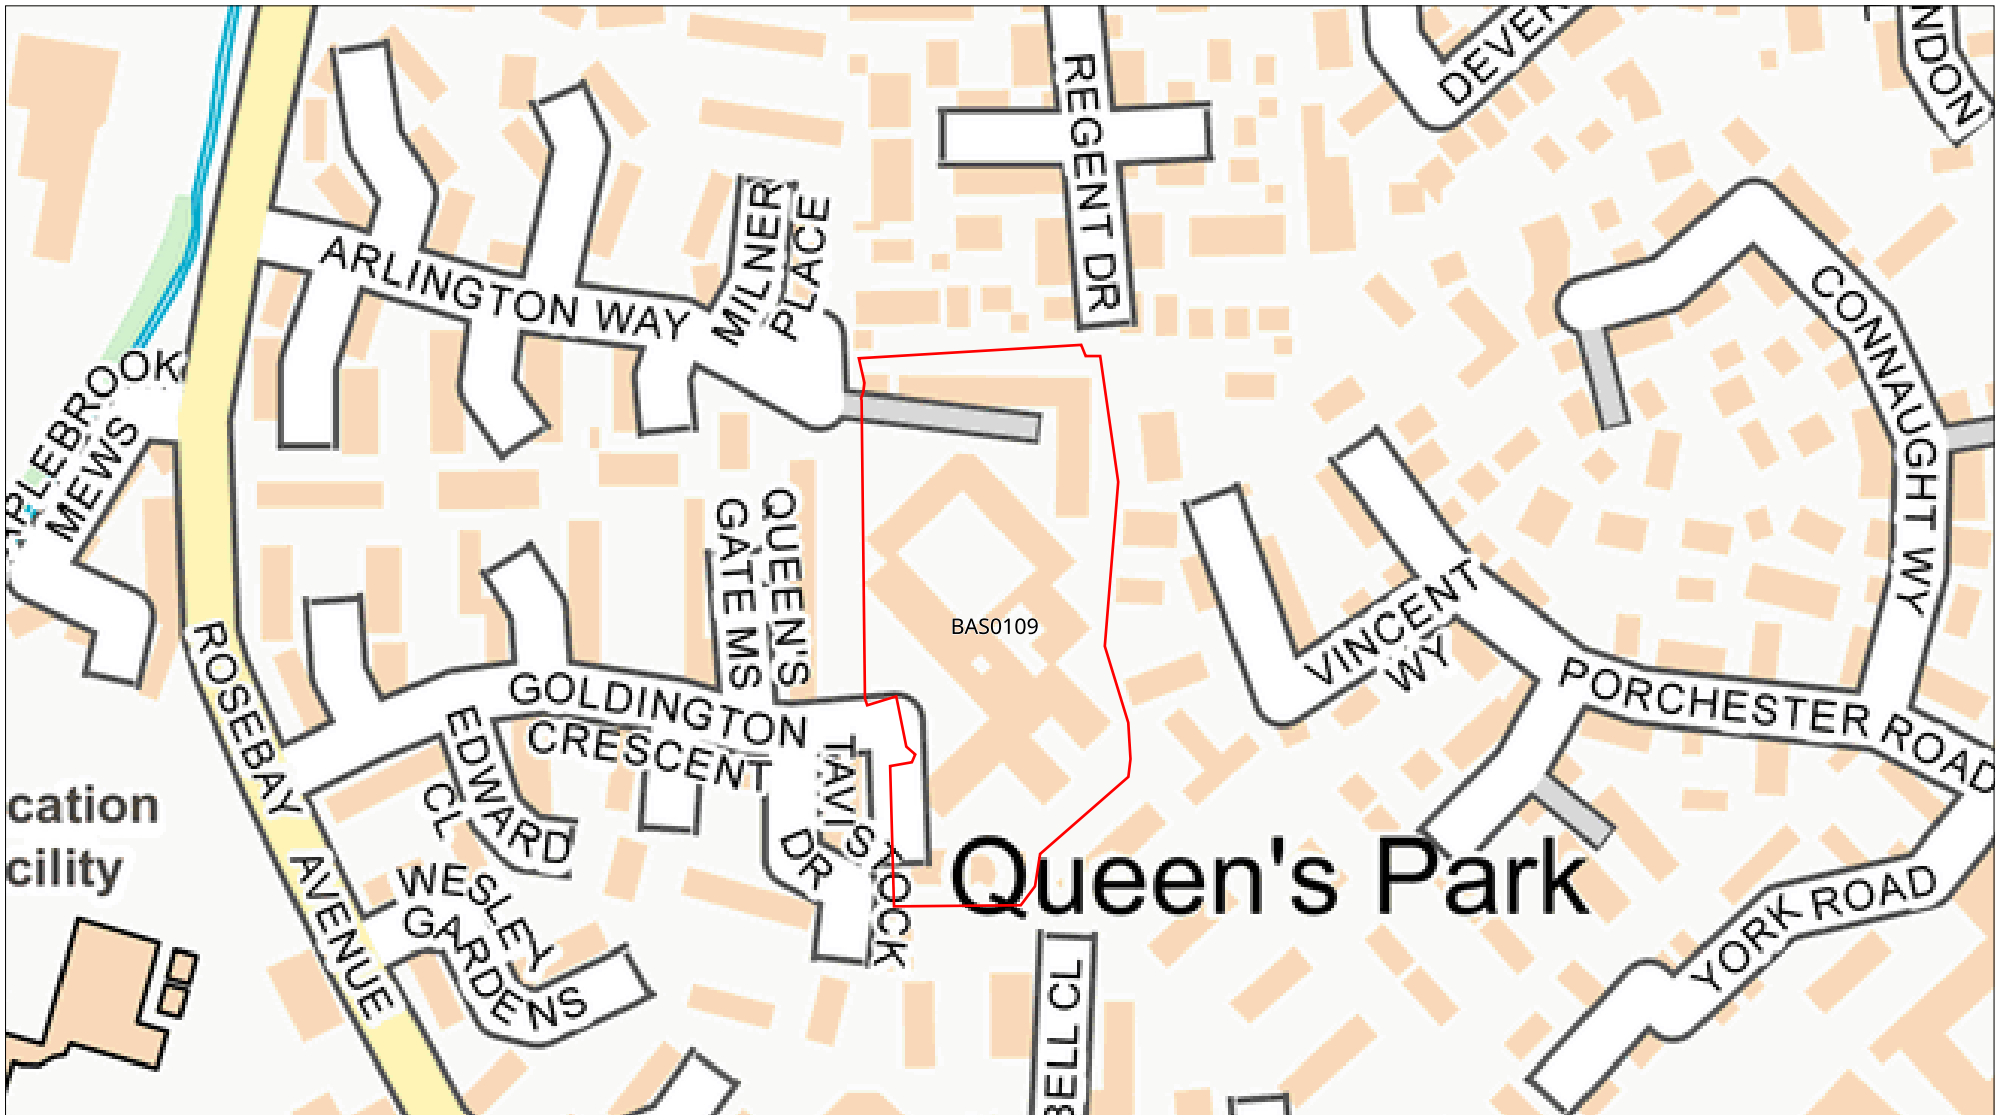 DEVER
NDON
REGENT DR
MILNER
PLACE
ARLINGTON WAY
CONNAUGHT WY
PLEBROOK
MEWS
QUEEN'S
GATE MS
VINCENT
WY
BAS0109
PORCHESTER ROAD
ROSEBAY
AVENUE
GOLDINGTON
CRESCENT
EDWARD
CL
TAVISTOCK
DR
cation
cility
WESLEY
GARDENS
Queen's Park
YORK ROAD
BELL CL